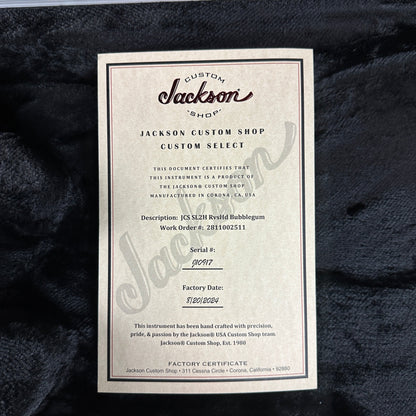 CUSTOM
Jackson
-SHOP-
JACKSON CUSTOM SHOP
CUSTOM SELECT
THIS DOCUMENT CERTIFIES THAT
THIS INSTRUMENT IS A PRODUCT OF
THE JACKSON® CUSTOM SHOP
MANUFACTURED IN CORONA, CA, USA
Jackson
Description: JCS SL2H RvsHd Bubblegum
Work Order #: 2811002511
Serial #:
J10917
Factory Date:
8/20/2024
This instrument has been hand crafted with precision,
pride, & passion by the Jackson® USA Custom Shop team
Jackson® Custom Shop, Est. 1980
FACTORY CERTIFICATE
Jackson Custom Shop • 311 Cessna Circle • Corona, California • 92880